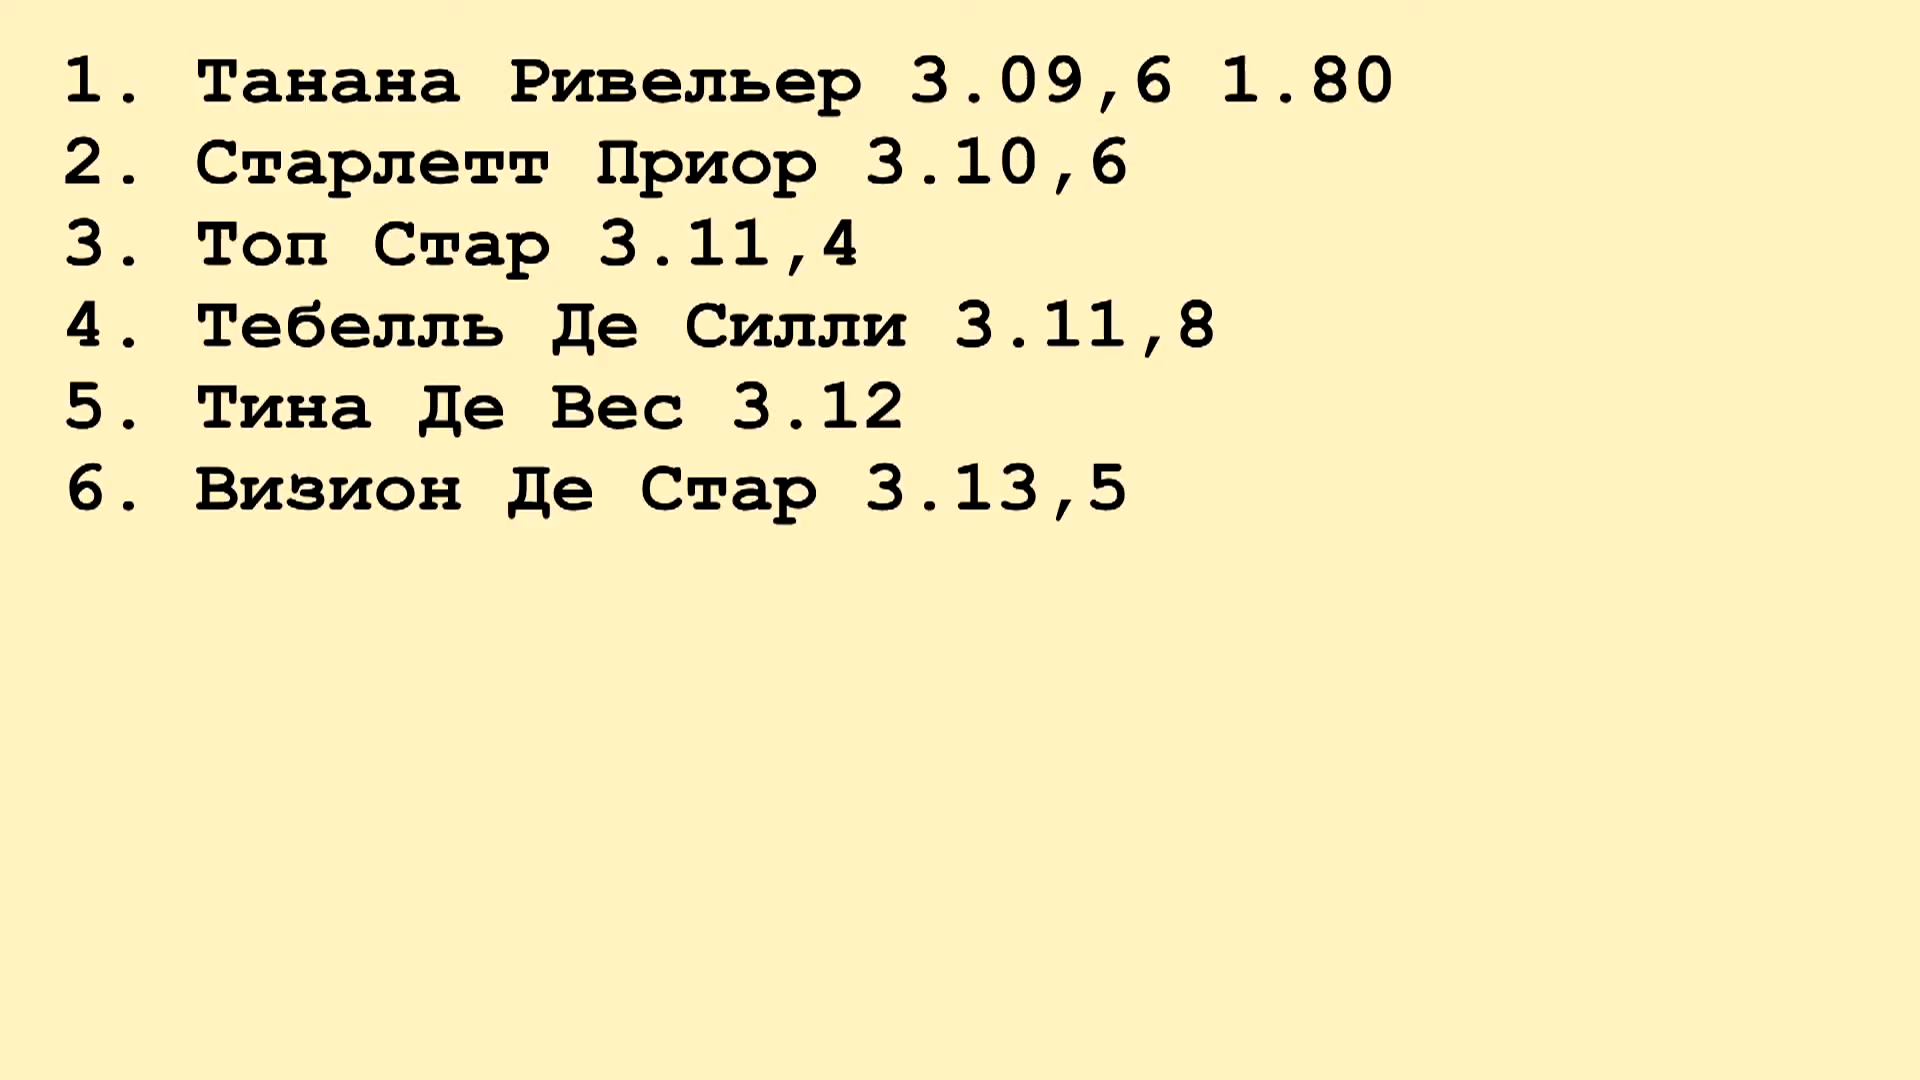 1. Танана Ривельер 3.09,6 1.80
2. Старлетт Приор 3.10,6
3. Топ Стар 3.11,4
4. Тебелль Де Силли 3.11,8
5. Тина Де Вес 3.12
6. Визион Де Стар 3.13,5